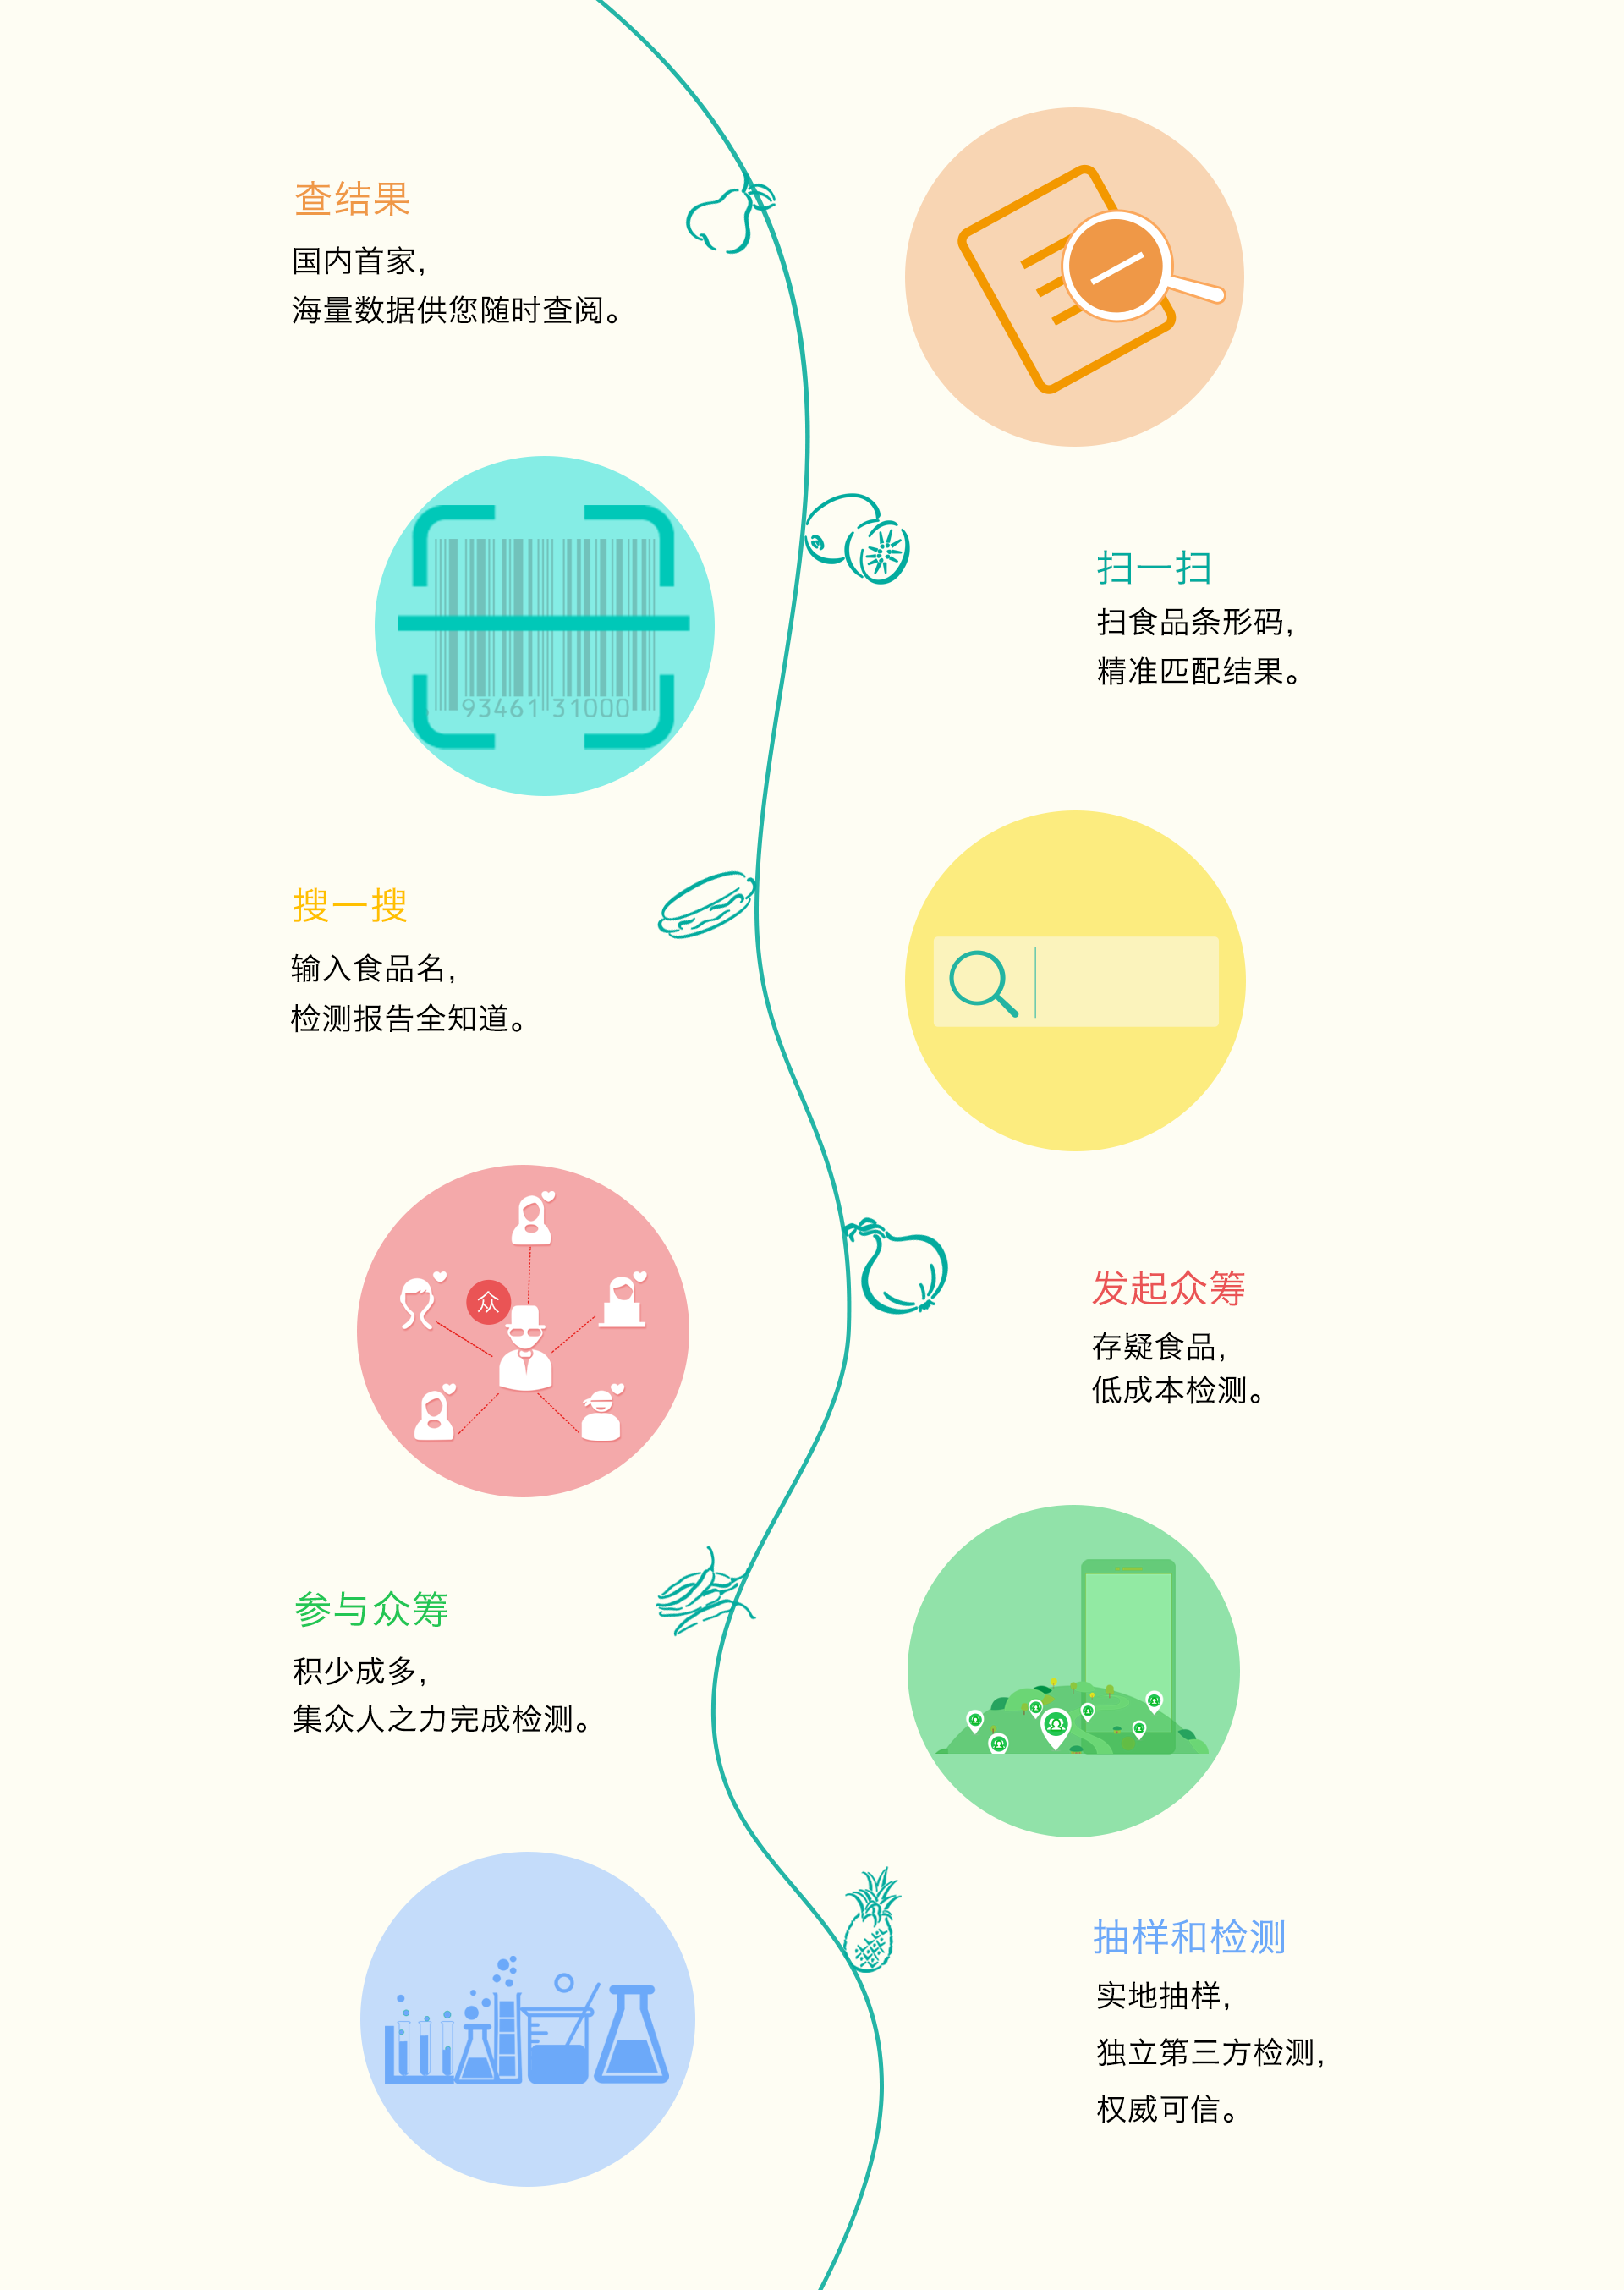 查结果
国内首家，
海量数据供您随时查阅。
93461 31000
扫一扫
扫食品条形码，
精准匹配结果。
搜一搜
输入食品名，
检测报告全知道。
众
发起众筹
存疑食品，
低成本检测。
参与众筹
积少成多，
集众人之力完成检测。
抽样和检测
实地抽样，
独立第三方检测，
权威可信。